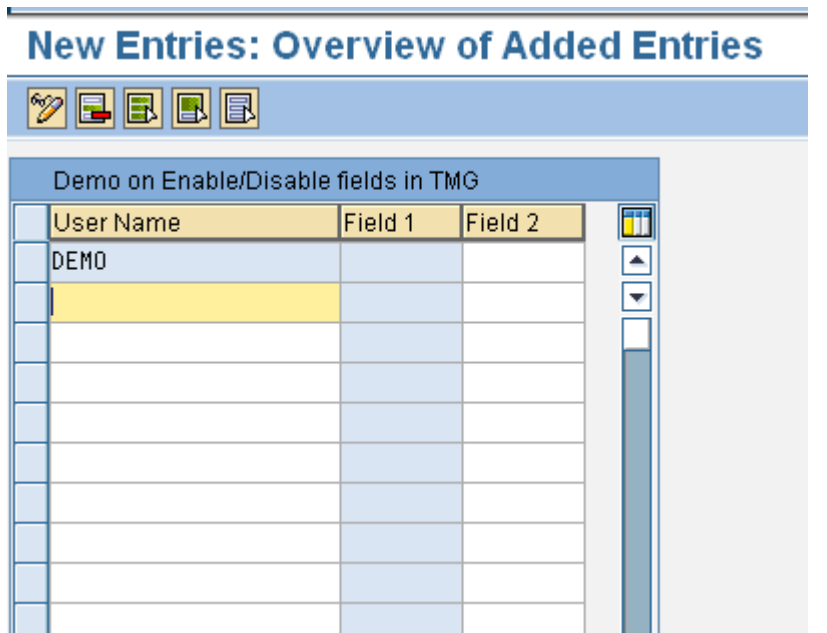 New Entries: Overview of Added Entries
Demo on Enable/Disable fields in TMG
User Name Field 1 Field 2
DEMO